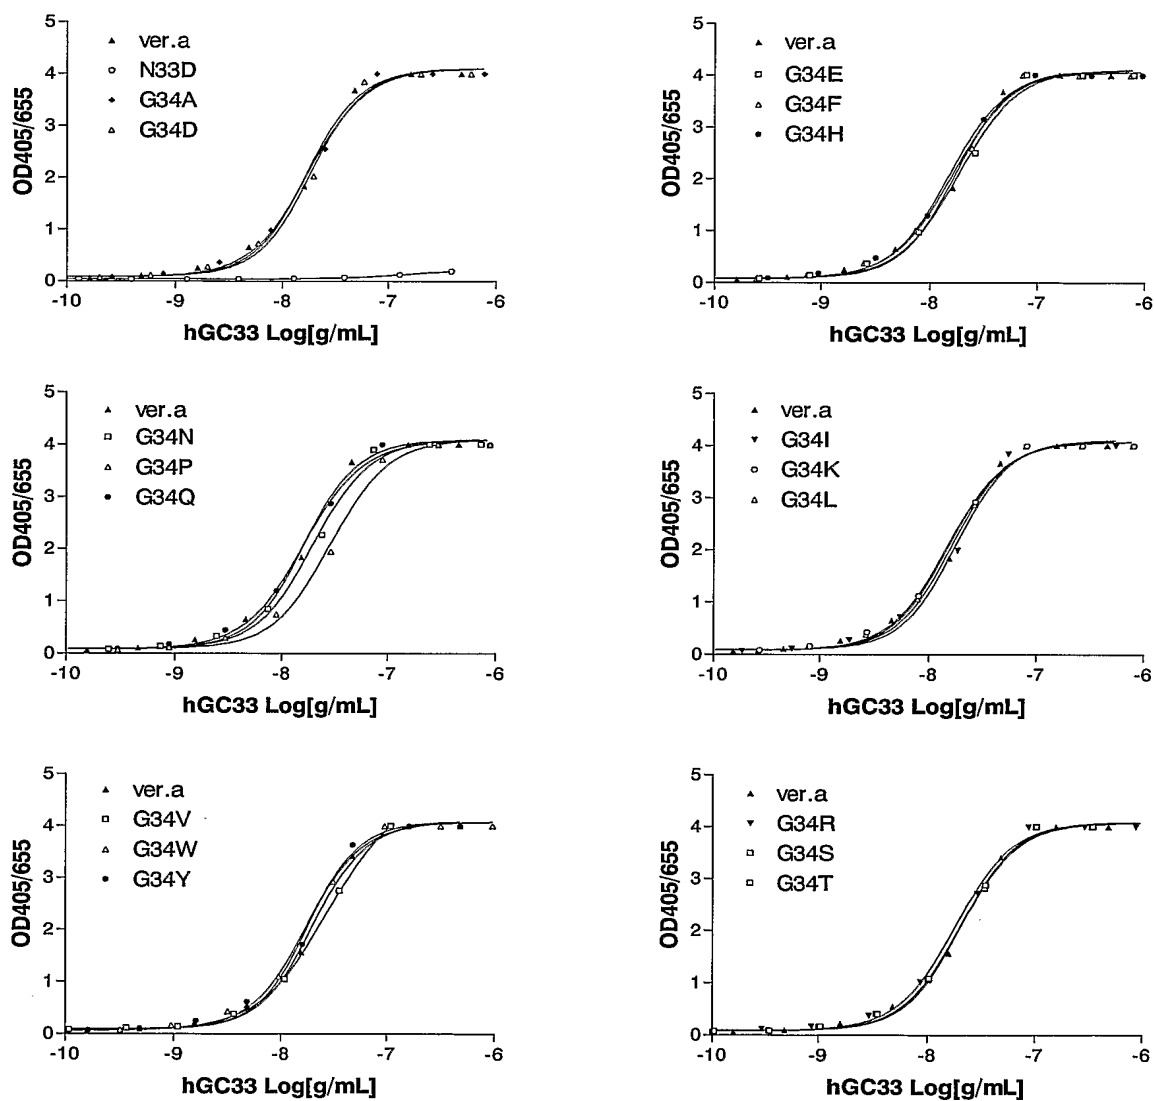 5
4
3
2
1
0
OD405/655
ver.a
N33D
G34A
G34D
-10
-9
-8
-7
-6
hGC33 Log[g/mL]
5
4
3
2
1
0
OD405/655
ver.a
G34E
G34F
G34H
-10
-9
-8
-7
-6
hGC33 Log[g/mL]
5
4
3
2
1
0
OD405/655
ver.a
G34N
G34P
G34Q
-10
-9
-8
-7
-6
hGC33 Log[g/mL]
5
4
3
2
1
0
OD405/655
ver.a
G34I
G34K
G34L
-10
-9
-8
-7
-6
hGC33 Log[g/mL]
5
4
3
2
1
0
OD405/655
ver.a
G34V
G34W
G34Y
-10
-9
-8
-7
-6
hGC33 Log[g/mL]
5
4
3
2
1
0
OD405/655
ver.a
G34R
G34S
G34T
-10
-9
-8
-7
-6
hGC33 Log[g/mL]